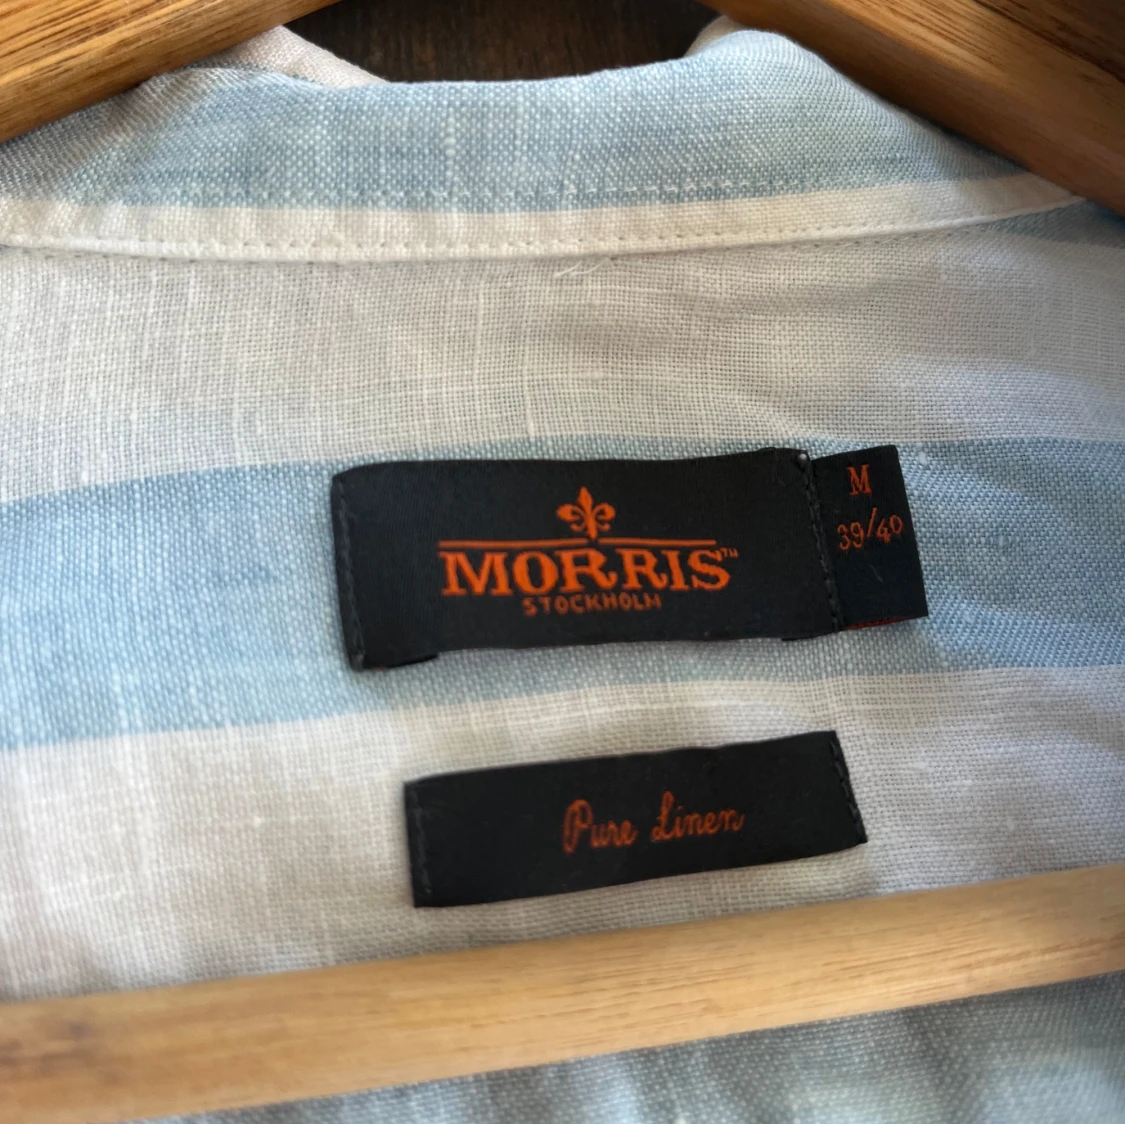 MORRIS™
STOCKHOLM
M
39/40
Pure Linen